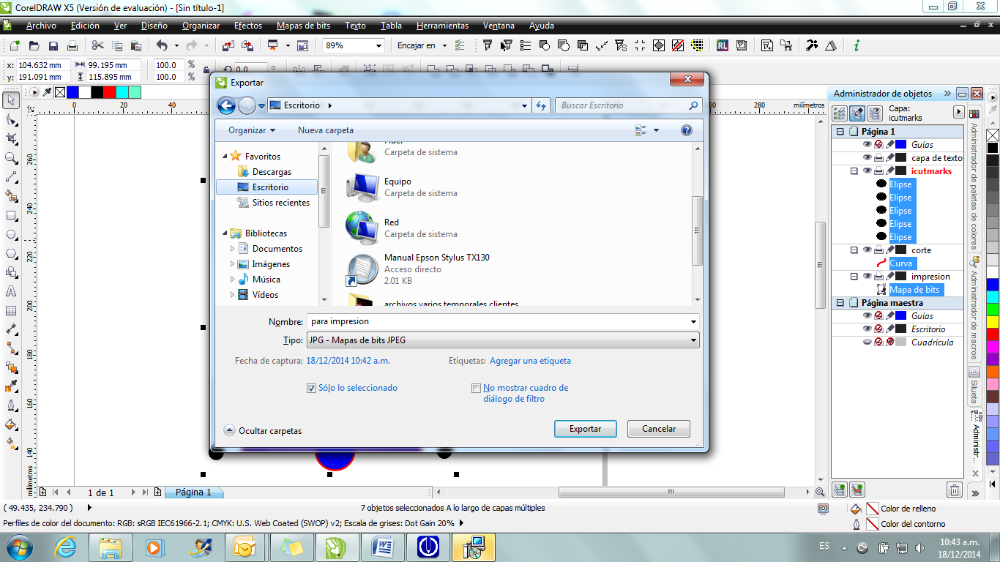 CorelDRAW X5 (Versión de evaluación) - [Sin título-1]
Archivo Edición Ver Diseño Organizar Efectos Mapas de bits Texto Tabla Herramientas Ventana Ayuda
89% Encajar en
x: 104.632 mm 99.195 mm 100.0 % 0.0 °
y: 191.091 mm 115.895 mm 100.0 %
Exportar
Escritorio
Buscar Escritorio
Organizar Nueva carpeta
Favoritos
Descargas
Escritorio
Sitios recientes
Bibliotecas
Documentos
Imágenes
Música
Vídeos
Carpeta de sistema
Equipo
Carpeta de sistema
Red
Carpeta de sistema
Manual Epson Stylus TX130
Acceso directo
2.01 KB
archivos varios temporales clientes
Nombre: para impresion
Tipo: JPG - Mapas de bits JPEG
Fecha de captura: 18/12/2014 10:42 a.m. Etiquetas: Agregar una etiqueta
Sólo lo seleccionado
No mostrar cuadro de
diálogo de filtro
Ocultar carpetas
Exportar Cancelar
0 20 40 260 280 milímetros
260
240
220
200
180
160
140
milímetros
Administrador de objetos
Capa:
icutmarks
Página 1
Guías
capa de texto
icutmarks
Elipse
Elipse
Elipse
Elipse
Elipse
corte
Curva
impresion
Mapa de bits
Página maestra
Guías
Escritorio
Cuadrícula
Administrador de paletas de colores
Administrador de macros
Silueta
Administr...
1 de 1 Página 1
( 49.435, 234.790 ) 7 objetos seleccionados A lo largo de capas múltiples
Color de relleno
Perfiles de color del documento: RGB: sRGB IEC61966-2.1; CMYK: U.S. Web Coated (SWOP) v2; Escala de grises: Dot Gain 20%
Color del contorno
ES
10:43 a.m.
18/12/2014